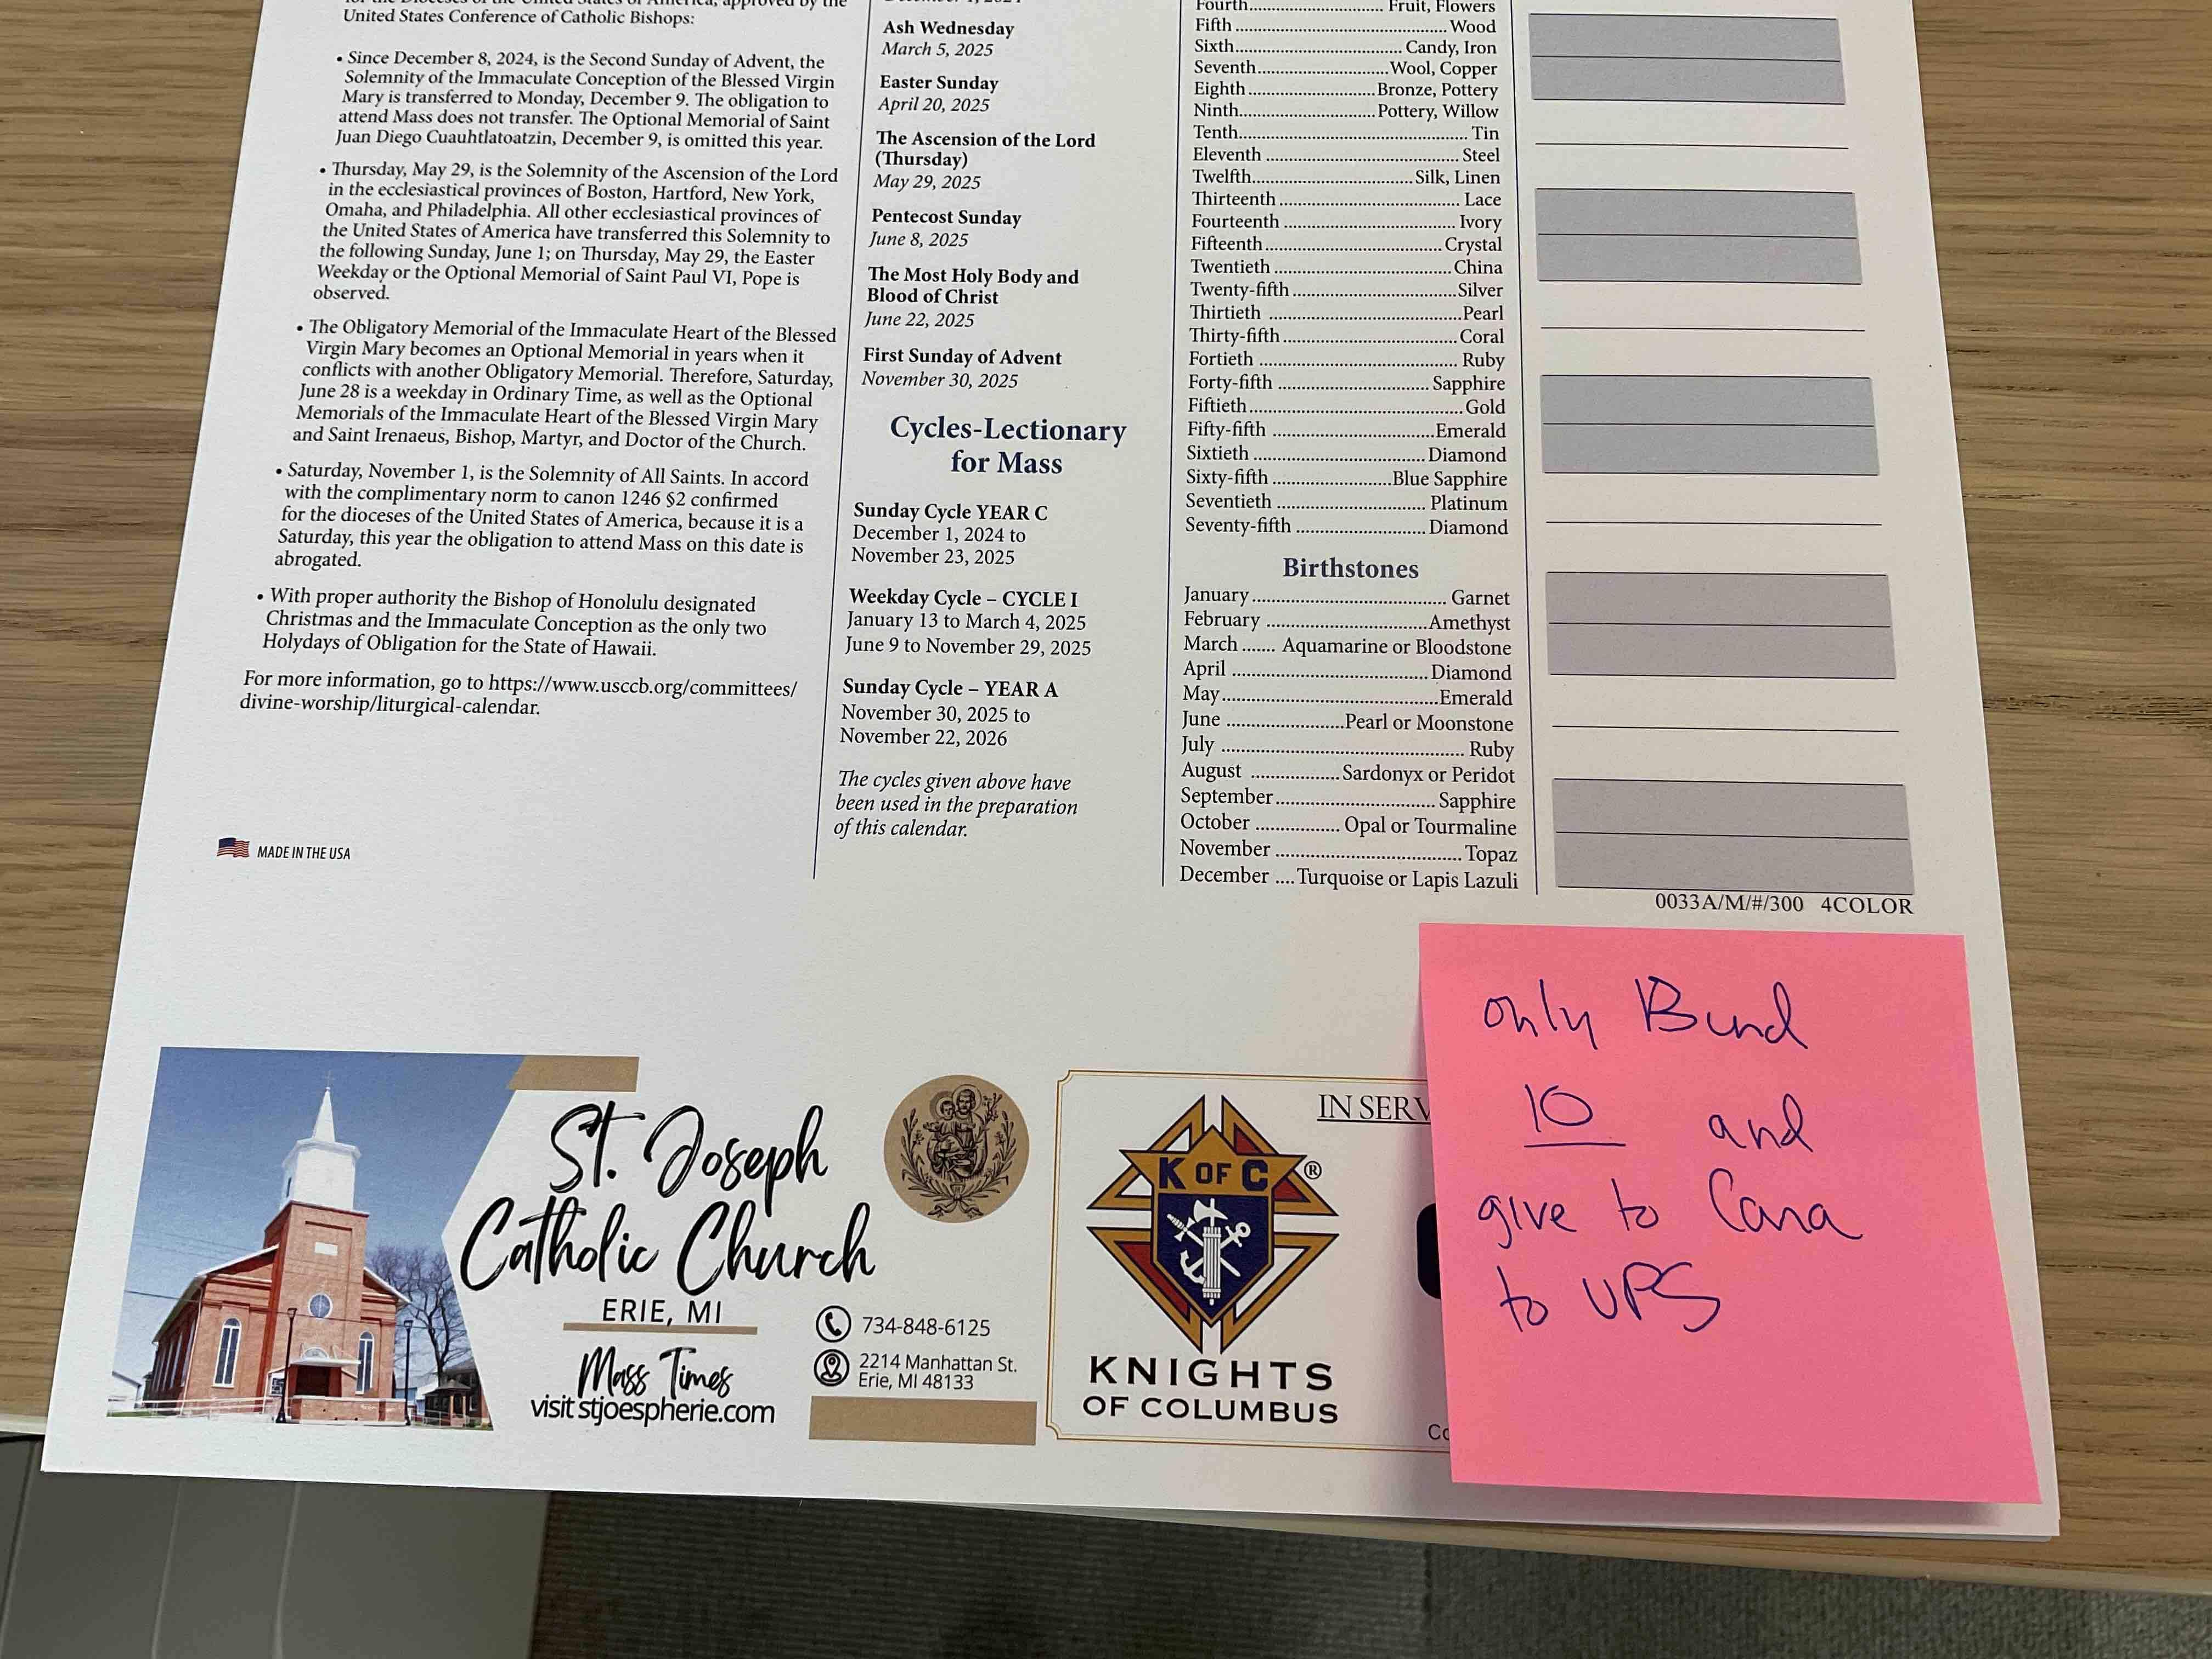 United States Conference of Catholic Bishops:
• Since December 8, 2024, is the Second Sunday of Advent, the
Solemnity of the Immaculate Conception of the Blessed Virgin
Mary is transferred to Monday, December 9. The obligation to
attend Mass does not transfer. The Optional Memorial of Saint
Juan Diego Cuauhtlatoatzin, December 9, is omitted this year.
• Thursday, May 29, is the Solemnity of the Ascension of the Lord
in the ecclesiastical provinces of Boston, Hartford, New York,
Omaha, and Philadelphia. All other ecclesiastical provinces of
the United States of America have transferred this Solemnity to
the following Sunday, June 1; on Thursday, May 29, the Easter
Weekday or the Optional Memorial of Saint Paul VI, Pope is
observed.
• The Obligatory Memorial of the Immaculate Heart of the Blessed
Virgin Mary becomes an Optional Memorial in years when it
conflicts with another Obligatory Memorial. Therefore, Saturday,
June 28 is a weekday in Ordinary Time, as well as the Optional
Memorials of the Immaculate Heart of the Blessed Virgin Mary
and Saint Irenaeus, Bishop, Martyr, and Doctor of the Church.
• Saturday, November 1, is the Solemnity of All Saints. In accord
with the complimentary norm to canon 1246 §2 confirmed
for the dioceses of the United States of America, because it is a
Saturday, this year the obligation to attend Mass on this date is
abrogated.
• With proper authority the Bishop of Honolulu designated
Christmas and the Immaculate Conception as the only two
Holydays of Obligation for the State of Hawaii.
For more information, go to https://www.usccb.org/committees/
divine-worship/liturgical-calendar.
MADE IN THE USA
Ash Wednesday
March 5, 2025
Easter Sunday
April 20, 2025
The Ascension of the Lord
(Thursday)
May 29, 2025
Pentecost Sunday
June 8, 2025
The Most Holy Body and
Blood of Christ
June 22, 2025
First Sunday of Advent
November 30, 2025
Cycles-Lectionary
for Mass
Sunday Cycle YEAR C
December 1, 2024 to
November 23, 2025
Weekday Cycle – CYCLE I
January 13 to March 4, 2025
June 9 to November 29, 2025
Sunday Cycle – YEAR A
November 30, 2025 to
November 22, 2026
The cycles given above have
been used in the preparation
of this calendar.
Fourth Fruit, Flowers
Fifth Wood
Sixth Candy, Iron
Seventh Wool, Copper
Eighth Bronze, Pottery
Ninth Pottery, Willow
Tenth Tin
Eleventh Steel
Twelfth Silk, Linen
Thirteenth Lace
Fourteenth Ivory
Fifteenth Crystal
Twentieth China
Twenty-fifth Silver
Thirtieth Pearl
Thirty-fifth Coral
Fortieth Ruby
Forty-fifth Sapphire
Fiftieth Gold
Fifty-fifth Emerald
Sixtieth Diamond
Sixty-fifth Blue Sapphire
Seventieth Platinum
Seventy-fifth Diamond
Birthstones
January Garnet
February Amethyst
March Aquamarine or Bloodstone
April Diamond
May Emerald
June Pearl or Moonstone
July Ruby
August Sardonyx or Peridot
September Sapphire
October Opal or Tourmaline
November Topaz
December Turquoise or Lapis Lazuli
0033A/M/#/300 4COLOR
St. Joseph
Catholic Church
ERIE, MI
Mass Times
visit stjoespherie.com
734-848-6125
2214 Manhattan St.
Erie, MI 48133
IN SERV
K OF C ®
KNIGHTS
OF COLUMBUS
only Bind
10 and
give to Cara
to UPS